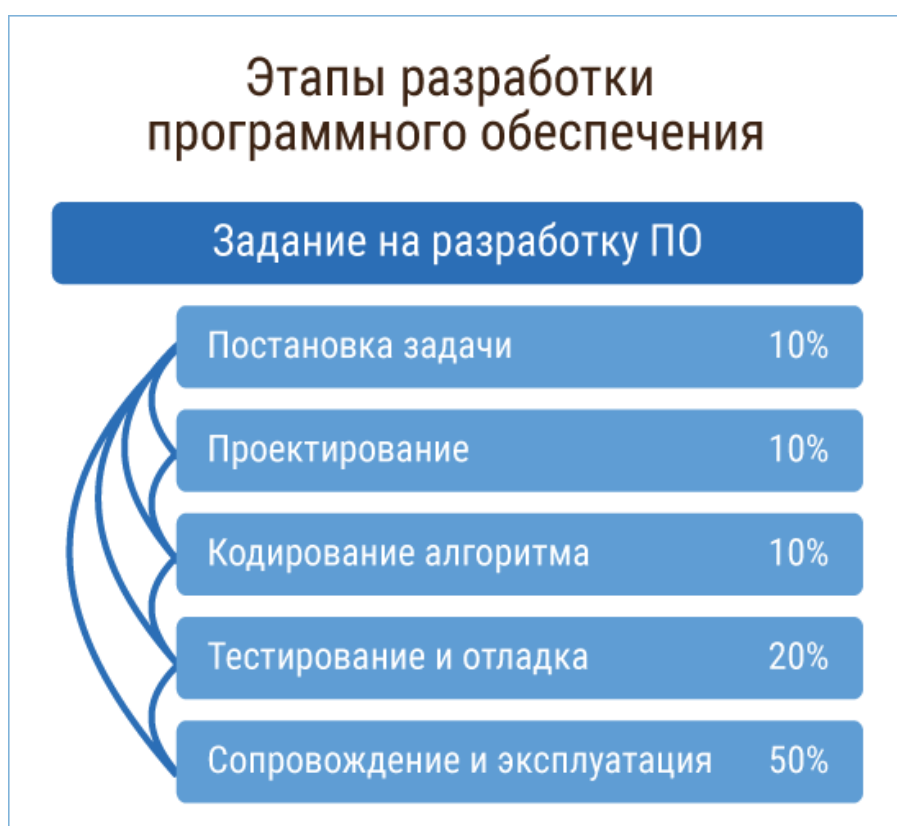 Этапы разработки
программного обеспечения
Задание на разработку ПО
Постановка задачи 10%
Проектирование 10%
Кодирование алгоритма 10%
Тестирование и отладка 20%
Сопровождение и эксплуатация 50%